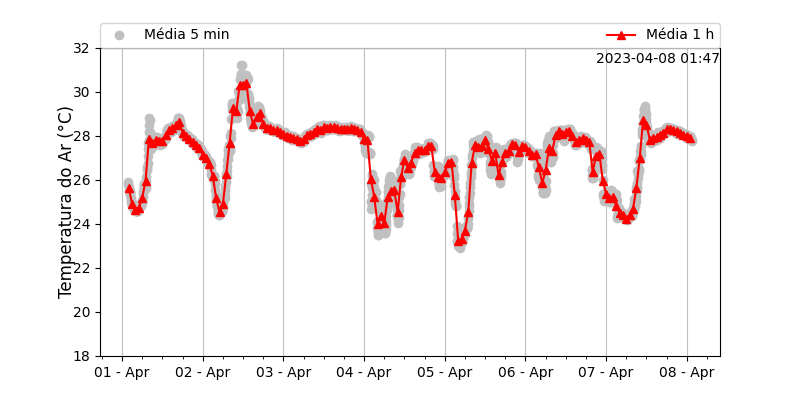 Média 5 min
Média 1 h
2023-04-08 01:47
Temperatura do Ar (°C)
32
30
28
26
24
22
20
18
01 - Apr
02 - Apr
03 - Apr
04 - Apr
05 - Apr
06 - Apr
07 - Apr
08 - Apr